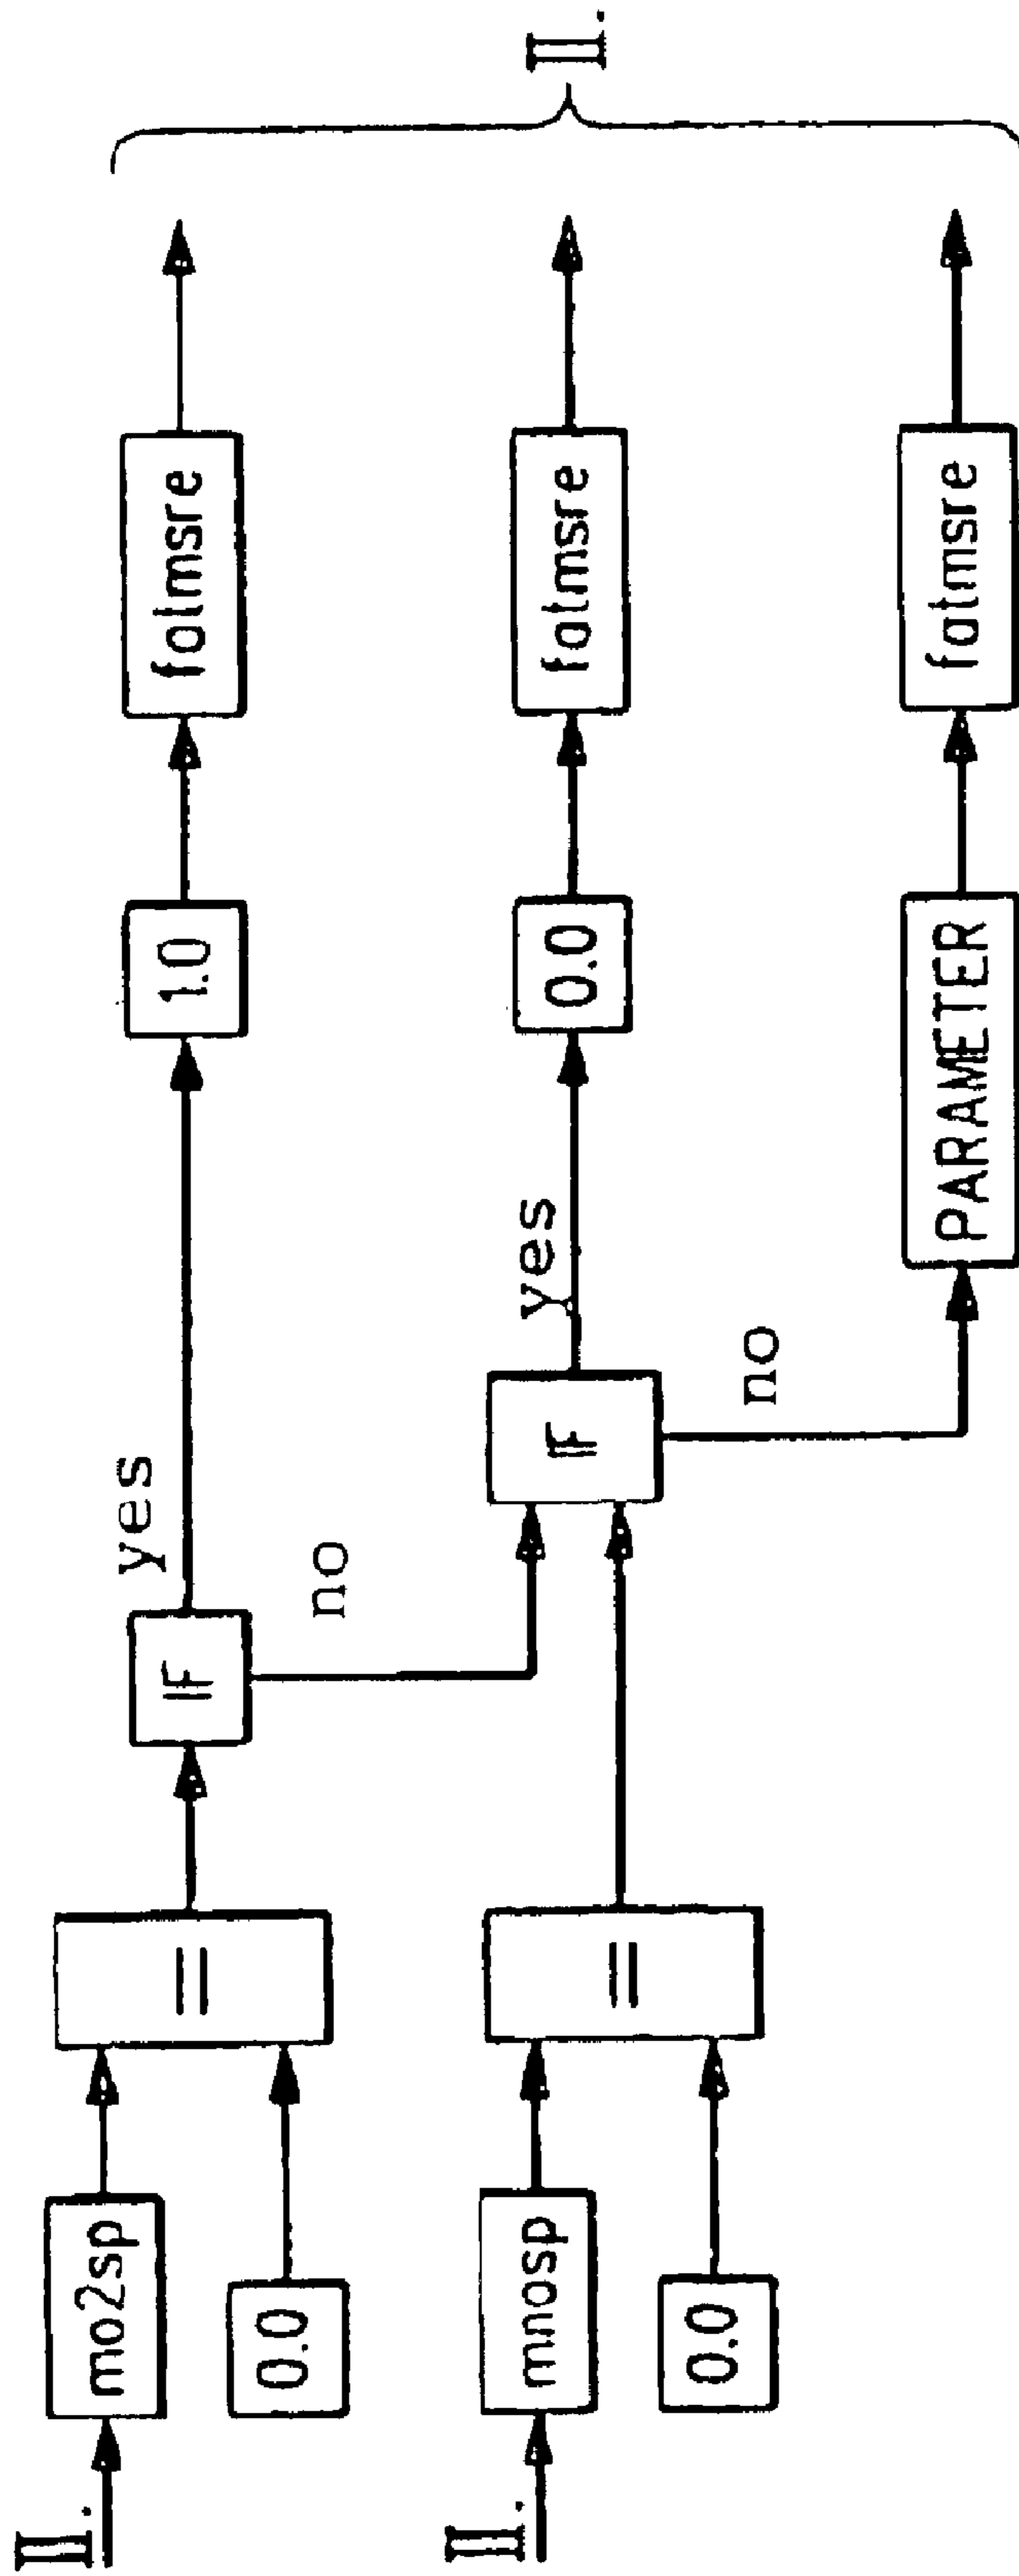 II.
mo2sp
0.0
=
IF
yes
no
1.0
fatmsre
II.
mnosp
0.0
=
IF
yes
no
0.0
fatmsre
PARAMETER
fatmsre
II.